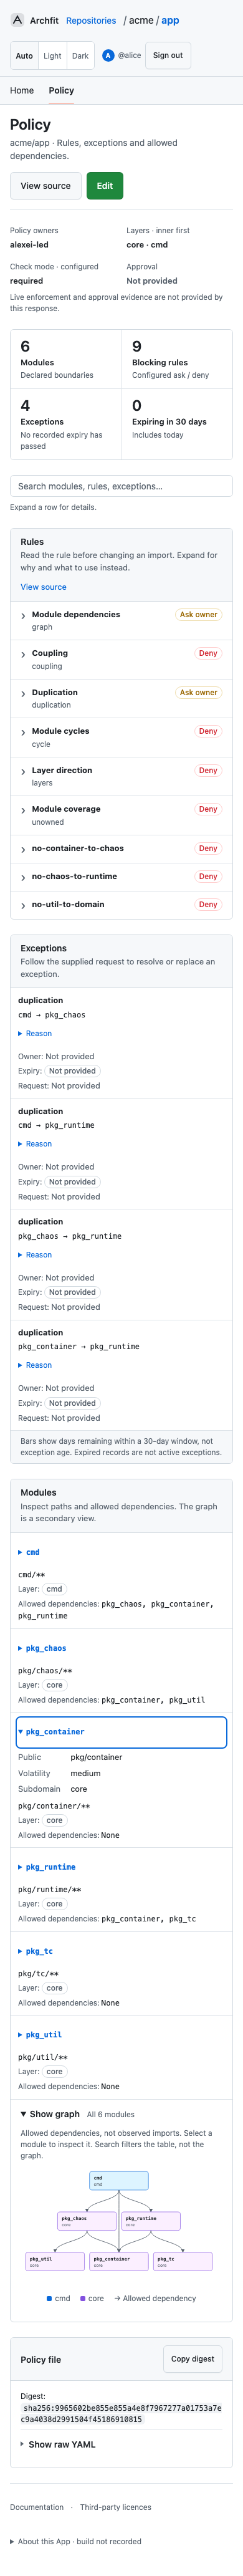 Archfit Repositories / acme / app
Auto Light Dark A @alice Sign out
Home Policy
Policy
acme/app · Rules, exceptions and allowed
dependencies.
View source Edit
Policy owners Layers · inner first
alexei-led core · cmd
Check mode · configured Approval
required Not provided
Live enforcement and approval evidence are not provided by
this response.
6 9
Modules Blocking rules
Declared boundaries Configured ask / deny
4 0
Exceptions Expiring in 30 days
No recorded expiry has Includes today
passed
Search modules, rules, exceptions...
Expand a row for details.
Rules
Read the rule before changing an import. Expand for
why and what to use instead.
View source
Module dependencies Ask owner
graph
Coupling Deny
coupling
Duplication Ask owner
duplication
Module cycles Deny
cycle
Layer direction Deny
layers
Module coverage Deny
unowned
no-container-to-chaos Deny
no-chaos-to-runtime Deny
no-util-to-domain Deny
Exceptions
Follow the supplied request to resolve or replace an
exception.
duplication
cmd → pkg_chaos
Reason
Owner: Not provided
Expiry: Not provided
Request: Not provided
duplication
cmd → pkg_runtime
Reason
Owner: Not provided
Expiry: Not provided
Request: Not provided
duplication
pkg_chaos → pkg_runtime
Reason
Owner: Not provided
Expiry: Not provided
Request: Not provided
duplication
pkg_container → pkg_runtime
Reason
Owner: Not provided
Expiry: Not provided
Request: Not provided
Bars show days remaining within a 30-day window, not
exception age. Expired records are not active exceptions.
Modules
Inspect paths and allowed dependencies. The graph
is a secondary view.
cmd
cmd/**
Layer: cmd
Allowed dependencies: pkg_chaos, pkg_container,
pkg_runtime
pkg_chaos
pkg/chaos/**
Layer: core
Allowed dependencies: pkg_container, pkg_util
pkg_container
Public pkg/container
Volatility medium
Subdomain core
pkg/container/**
Layer: core
Allowed dependencies: None
pkg_runtime
pkg/runtime/**
Layer: core
Allowed dependencies: pkg_container, pkg_tc
pkg_tc
pkg/tc/**
Layer: core
Allowed dependencies: None
pkg_util
pkg/util/**
Layer: core
Allowed dependencies: None
Show graph All 6 modules
Allowed dependencies, not observed imports. Select a
module to inspect it. Search filters the table, not the
graph.
cmd
cmd
pkg_chaos pkg_runtime
core core
pkg_util pkg_container pkg_tc
core core core
cmd core → Allowed dependency
Policy file Copy digest
Digest:
sha256:9965602be855e855a4e8f7967277a01753a7e
c9a4038d2991504f45186910815
Show raw YAML
Documentation · Third-party licences
About this App · build not recorded